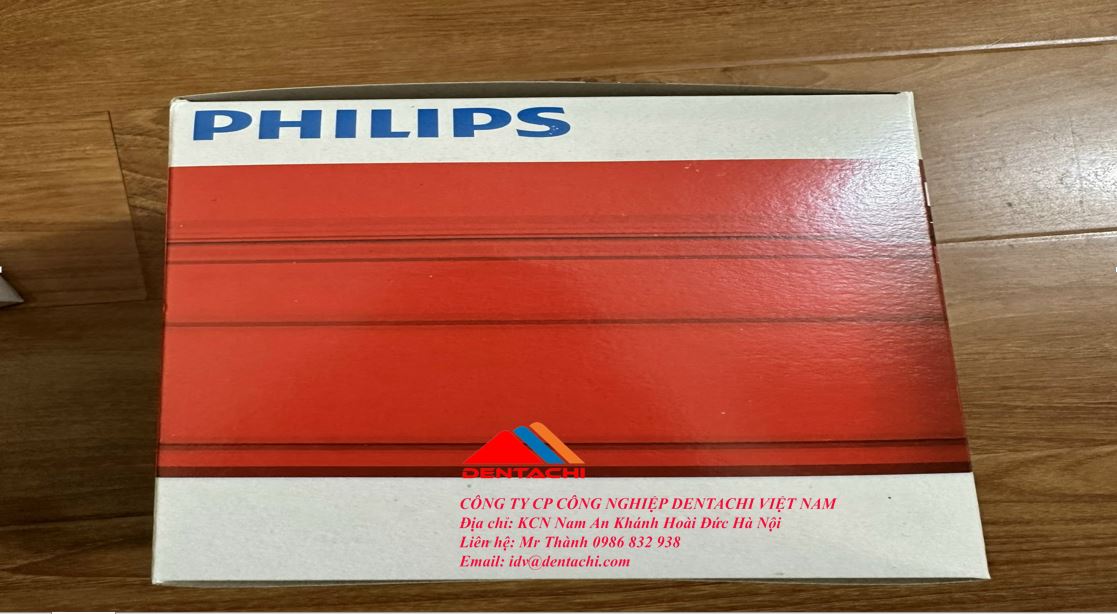 PHILIPS
DENTACHI
CÔNG TY CP CÔNG NGHIỆP DENTACHI VIỆT NAM
Địa chỉ: KCN Nam An Khánh Hoài Đức Hà Nội
Liên hệ: Mr Thành 0986 832 938
Email: idv@dentachi.com